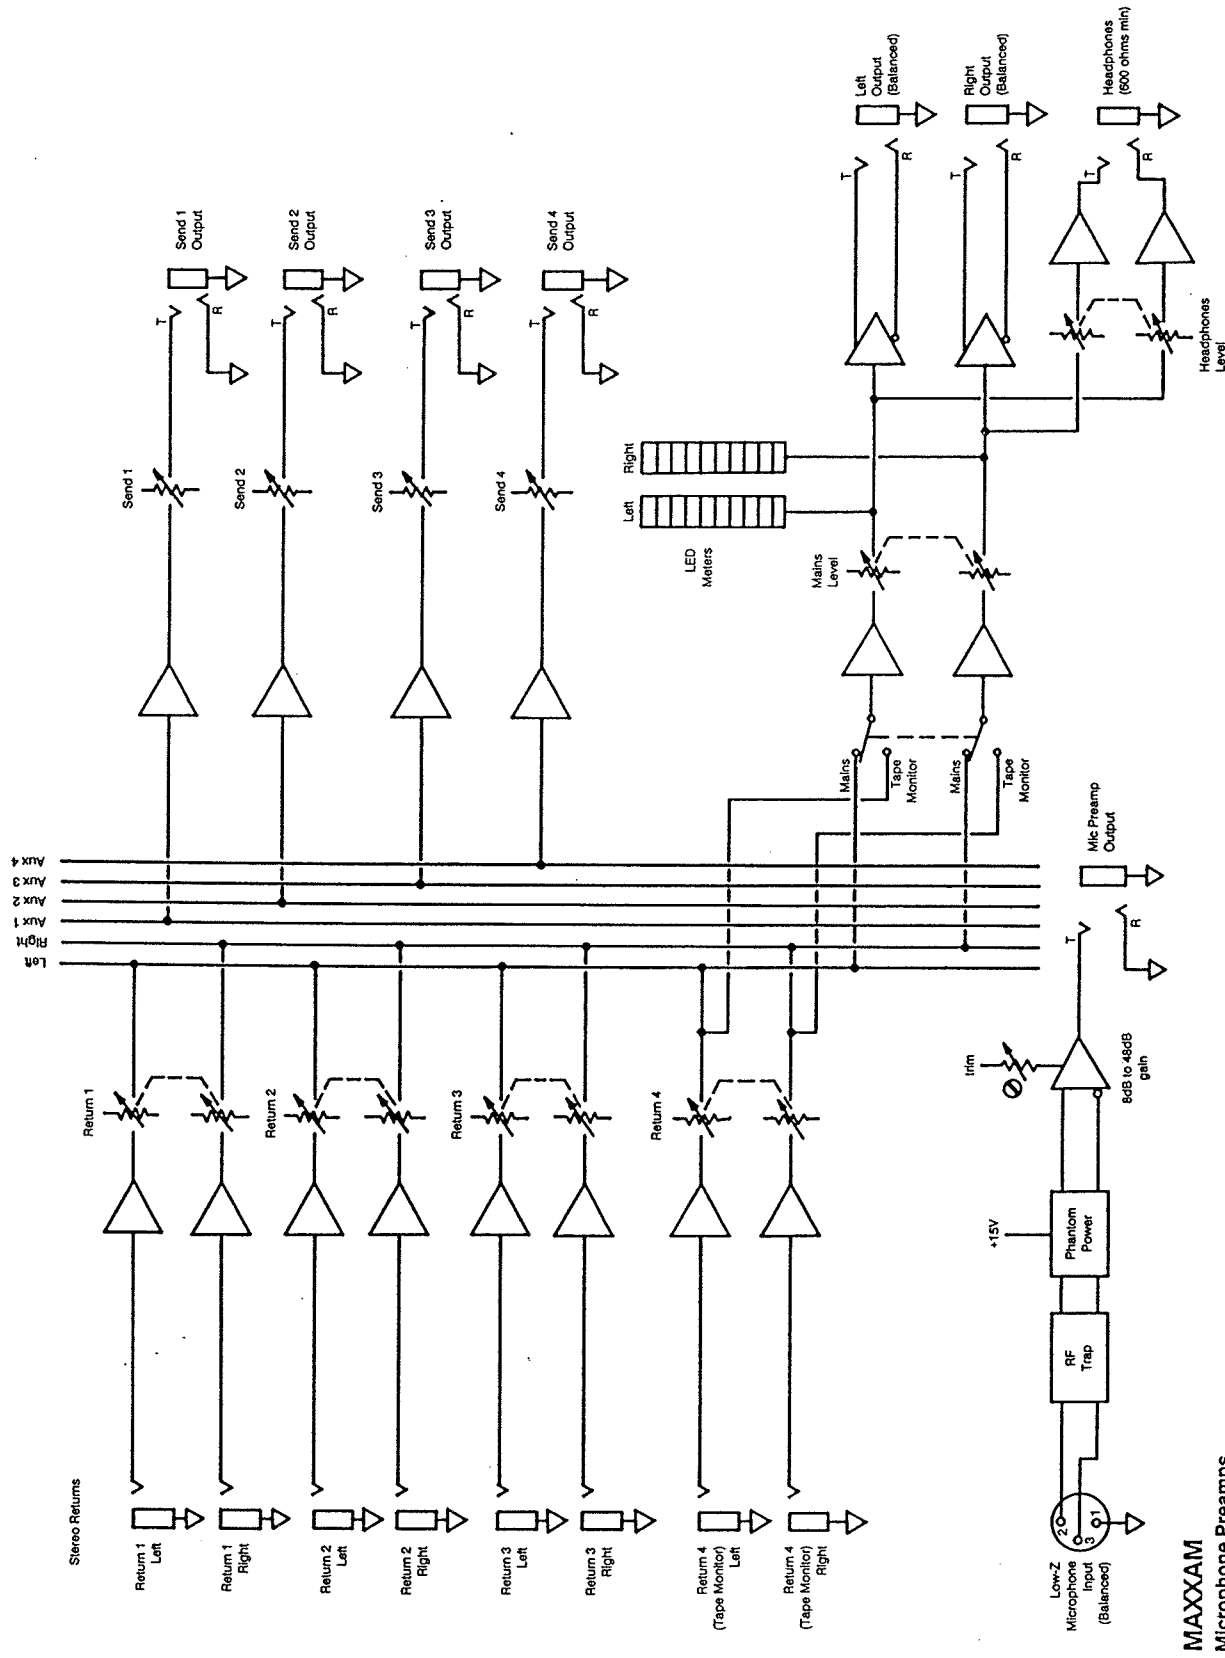 Stereo Returns
Return 1
Left
Return 1
Right
Return 2
Left
Return 2
Right
Return 3
Left
Return 3
Right
Return 4
(Tape Monitor)
Left
Return 4
(Tape Monitor)
Right
Return 1
Return 2
Return 3
Return 4
Left
Right
Aux 1
Aux 2
Aux 3
Aux 4
Send 1
Send 2
Send 3
Send 4
T
R
Send 1
Output
T
R
Send 2
Output
T
R
Send 3
Output
T
R
Send 4
Output
Mains
Tape
Monitor
Mains
Tape
Monitor
Mains
Level
LED
Meters
Left
Right
T
R
Left
Output
(Balanced)
T
R
Right
Output
(Balanced)
Headphones
Level
T
R
Headphones
(600 ohms min)
Low-Z
Microphone
Input
(Balanced)
2
3
1
RF
Trap
+15V
Phantom
Power
trim
8dB to 48dB
gain
T
R
Mic Preamp
Output
MAXXAM
Microphone Preamps